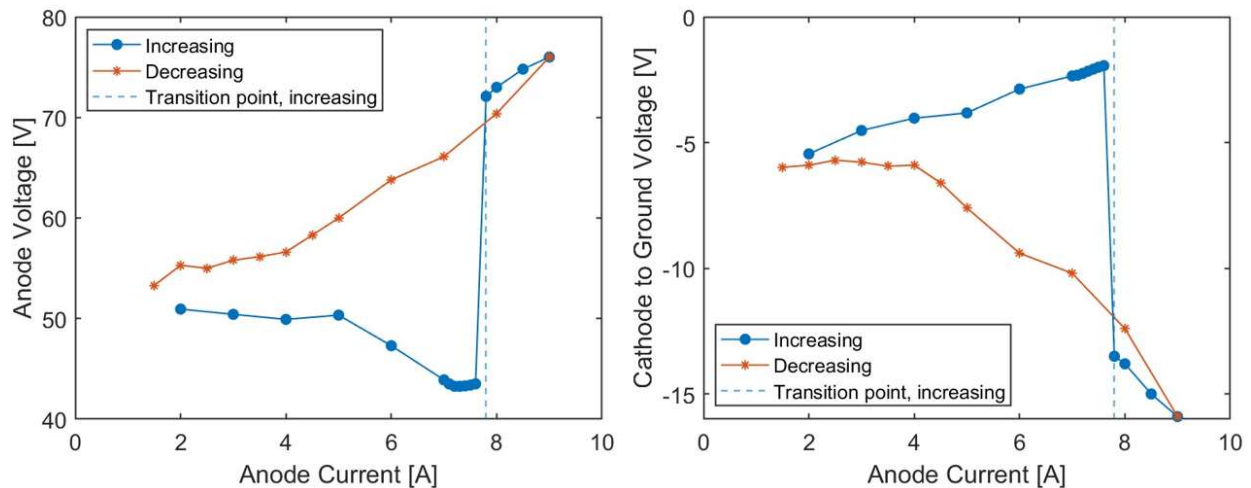 80
70
60
50
40
Anode Voltage [V]
Increasing
Decreasing
Transition point, increasing
0
2
4
6
8
10
Anode Current [A]
0
-5
-10
-15
Cathode to Ground Voltage [V]
Increasing
Decreasing
Transition point, increasing
0
2
4
6
8
10
Anode Current [A]